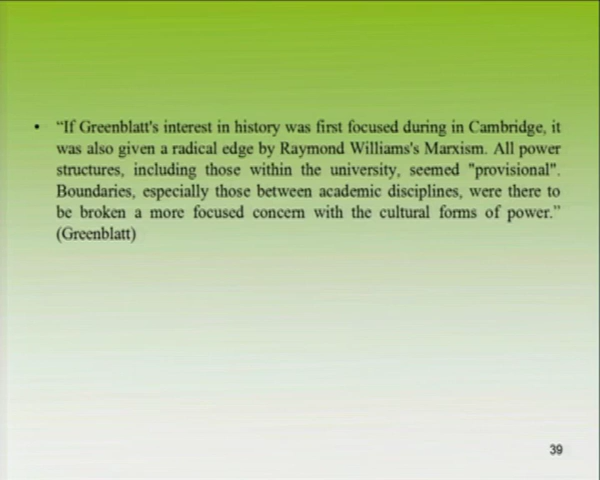 • “If Greenblatt's interest in history was first focused during in Cambridge, it
was also given a radical edge by Raymond Williams's Marxism. All power
structures, including those within the university, seemed "provisional".
Boundaries, especially those between academic disciplines, were there to
be broken a more focused concern with the cultural forms of power.”
(Greenblatt)
39